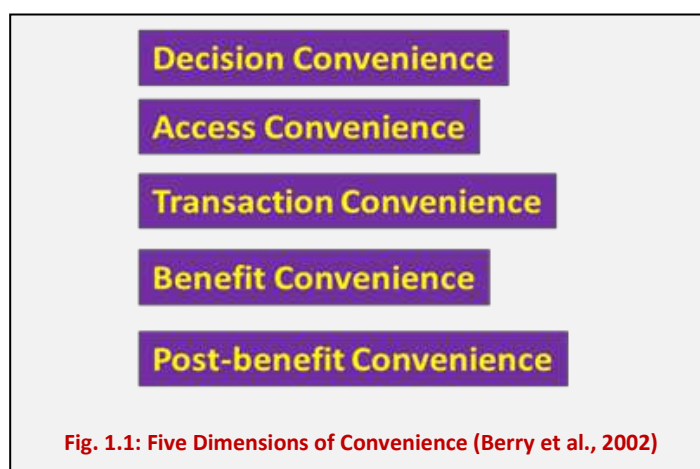 Decision Convenience
Access Convenience
Transaction Convenience
Benefit Convenience
Post-benefit Convenience
Fig. 1.1: Five Dimensions of Convenience (Berry et al., 2002)